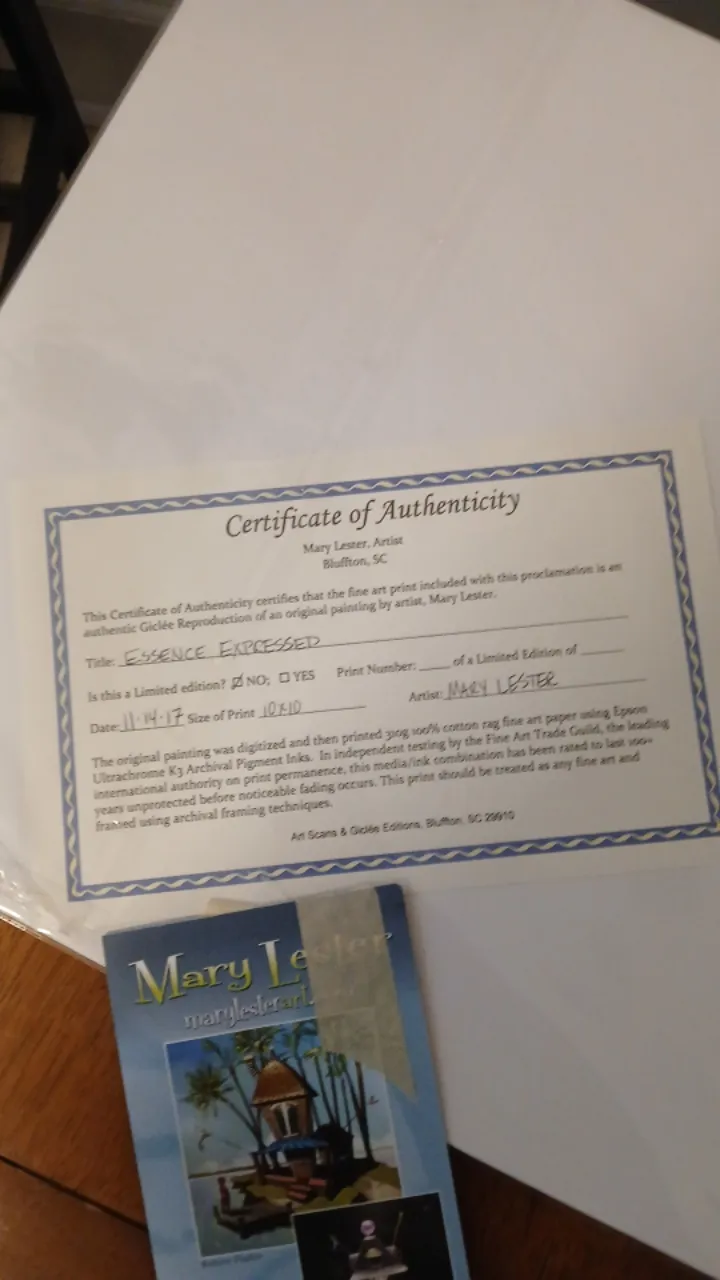 Certificate of Authenticity
Mary Lester, Artist
Bluffton, SC
This Certificate of Authenticity certifies that the fine art print included with this proclamation is an
authentic Giclée Reproduction of an original painting by artist, Mary Lester.
Title: ESSENCE EXPRESSED
Is this a Limited edition? ☑ NO; ☐ YES Print Number: ____ of a Limited Edition of ____
Date: 11·14·17 Size of Print 10x10 Artist: MARY LESTER
The original painting was digitized and then printed 310g 100% cotton rag fine art paper using Epson
Ultrachrome K3 Archival Pigment Inks. In independent testing by the Fine Art Trade Guild, the leading
international authority on print permanence, this media/ink combination has been rated to last 100+
years unprotected before noticeable fading occurs. This print should be treated as any fine art and
framed using archival framing techniques.
Art Scans & Giclée Editions, Bluffton, SC 29910
Mary Lester
marylesterart.